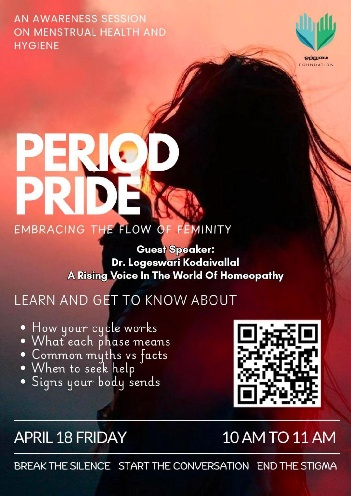 AN AWARENESS SESSION
ON MENSTRUAL HEALTH AND
HYGIENE
FOUNDATION
PERIOD
PRIDE
EMBRACING THE FLOW OF FEMINITY
Guest Speaker:
Dr. Logeswari Kodaivallal
A Rising Voice In The World Of Homeopathy
LEARN AND GET TO KNOW ABOUT
• How your cycle works
• What each phase means
• Common myths vs facts
• When to seek help
• Signs your body sends
APRIL 18 FRIDAY
10 AM TO 11 AM
BREAK THE SILENCE START THE CONVERSATION END THE STIGMA